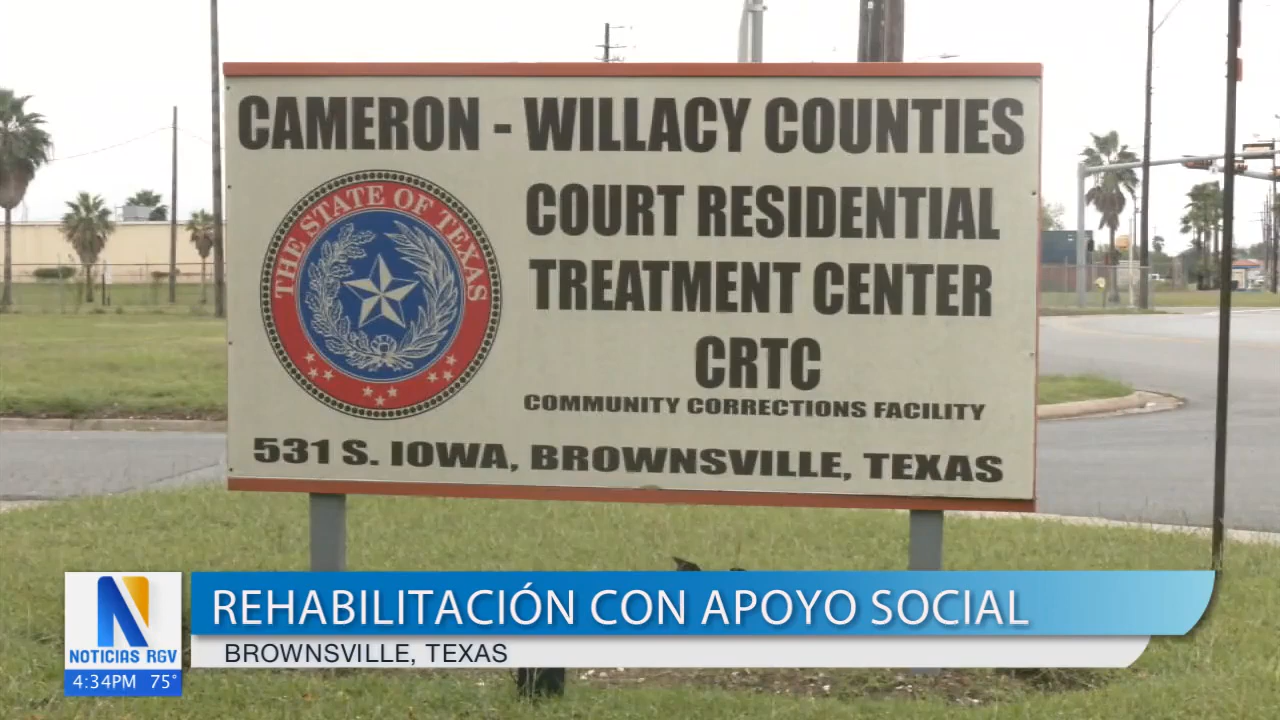 CAMERON - WILLACY COUNTIES
THE STATE OF TEXAS
COURT RESIDENTIAL
TREATMENT CENTER
CRTC
COMMUNITY CORRECTIONS FACILITY
531 S. IOWA, BROWNSVILLE, TEXAS
REHABILITACIÓN CON APOYO SOCIAL
BROWNSVILLE, TEXAS
N
NOTICIAS RGV
4:34PM 75°